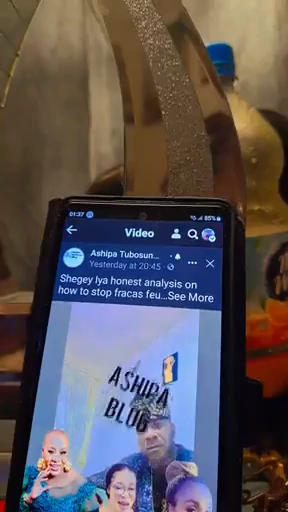 01:37
85%
Video
Ashipa Tubosun...
Yesterday at 20:45
Shegey Iya honest analysis on
how to stop fracas feu...See More
ASHIPA
BLOG